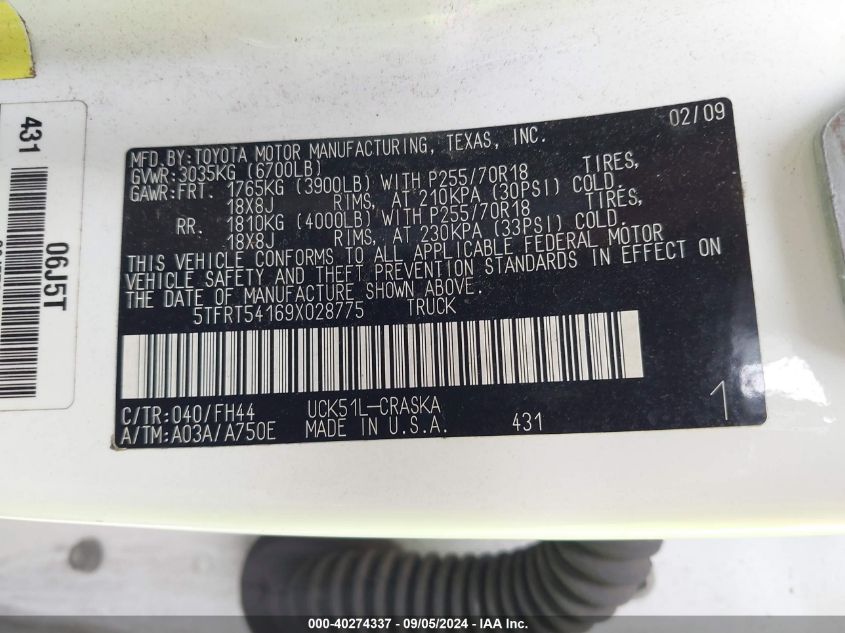 431
06J5T
02/09
MFD.BY:TOYOTA MOTOR MANUFACTURING, TEXAS, INC.
GVWR:3035KG (6700LB)
GAWR:FRT. 1765KG (3900LB) WITH P255/70R18 TIRES,
18X8J RIMS, AT 210KPA (30PSI) COLD.
RR. 1810KG (4000LB) WITH P255/70R18 TIRES,
18X8J RIMS, AT 230KPA (33PSI) COLD.
THIS VEHICLE CONFORMS TO ALL APPLICABLE FEDERAL MOTOR
VEHICLE SAFETY AND THEFT PREVENTION STANDARDS IN EFFECT ON
THE DATE OF MANUFACTURE SHOWN ABOVE.
5TFRT54169X028775 TRUCK
C/TR:040/FH44 UCK51L-CRASKA
A/TM:A03A/A750E MADE IN U.S.A. 431
1
000-40274337 - 09/05/2024 - IAAI.com.